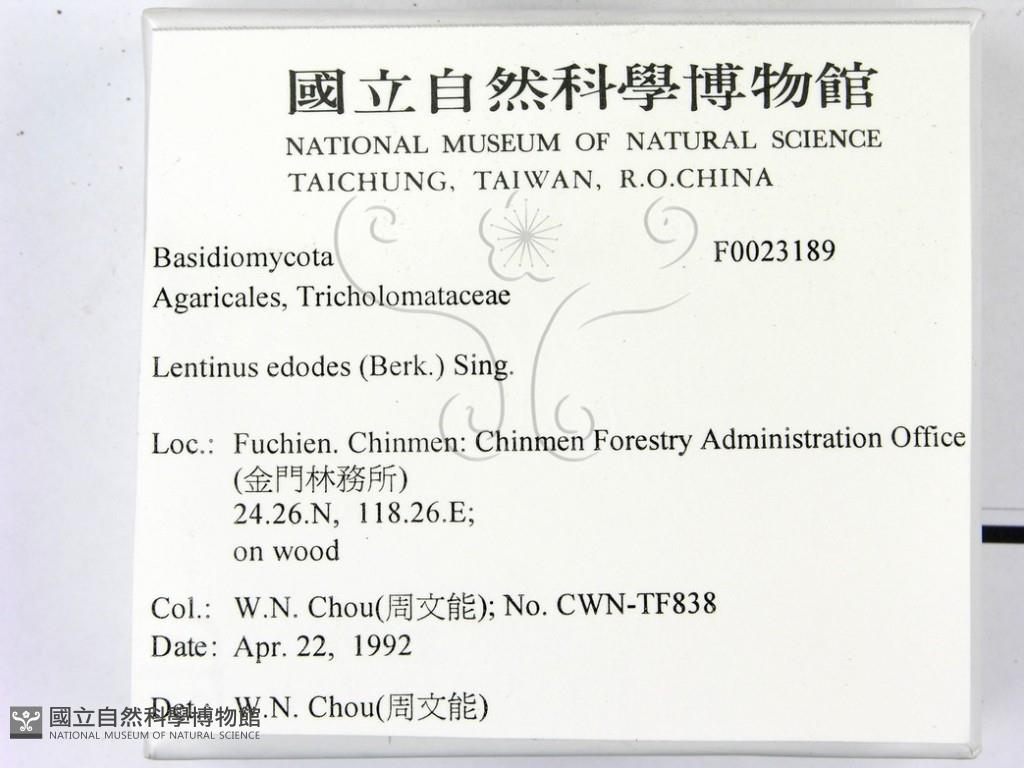 國立自然科學博物館
NATIONAL MUSEUM OF NATURAL SCIENCE
TAICHUNG, TAIWAN, R.O.CHINA
Basidiomycota F0023189
Agaricales, Tricholomataceae
Lentinus edodes (Berk.) Sing.
Loc.: Fuchien. Chinmen: Chinmen Forestry Administration Office
(金門林務所)
24.26.N, 118.26.E;
on wood
Col.: W.N. Chou(周文能); No. CWN-TF838
Date: Apr. 22, 1992
Det.: W.N. Chou(周文能)
國立自然科學博物館
NATIONAL MUSEUM OF NATURAL SCIENCE